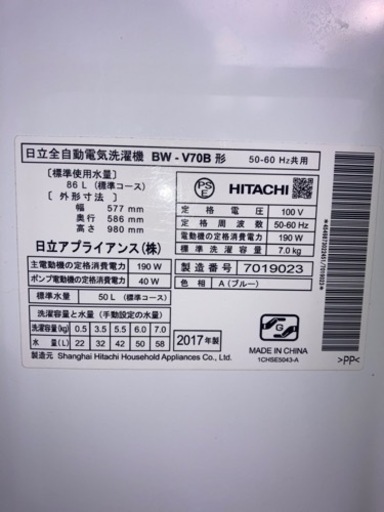 日立全自動電気洗濯機 BW-V70B形 50-60 Hz共用
[標準使用水量]
86 L (標準コース)
[外形寸法]
幅 577 mm
奥行 586 mm
高さ 980 mm
日立アプライアンス(株)
主電動機の定格消費電力 190 W
ポンプ電動機の定格消費電力 40 W
標準水量 50 L (標準コース)
洗濯容量と水量 (手動設定の水量)
洗濯容量(kg) 0.5 3.5 5.5 6.0 7.0
水量(L) 22 32 42 50 58
製造元 Shanghai Hitachi Household Appliances Co., Ltd.
PSE
HITACHI
定格電圧 100 V
定格周波数 50-60 Hz
電動機の定格消費電力 190 W
標準洗濯容量 7.0 kg
製造番号 7019023
色相 A (ブルー)
2017年製
G
MADE IN CHINA
1CHSE5043-A
>PP<